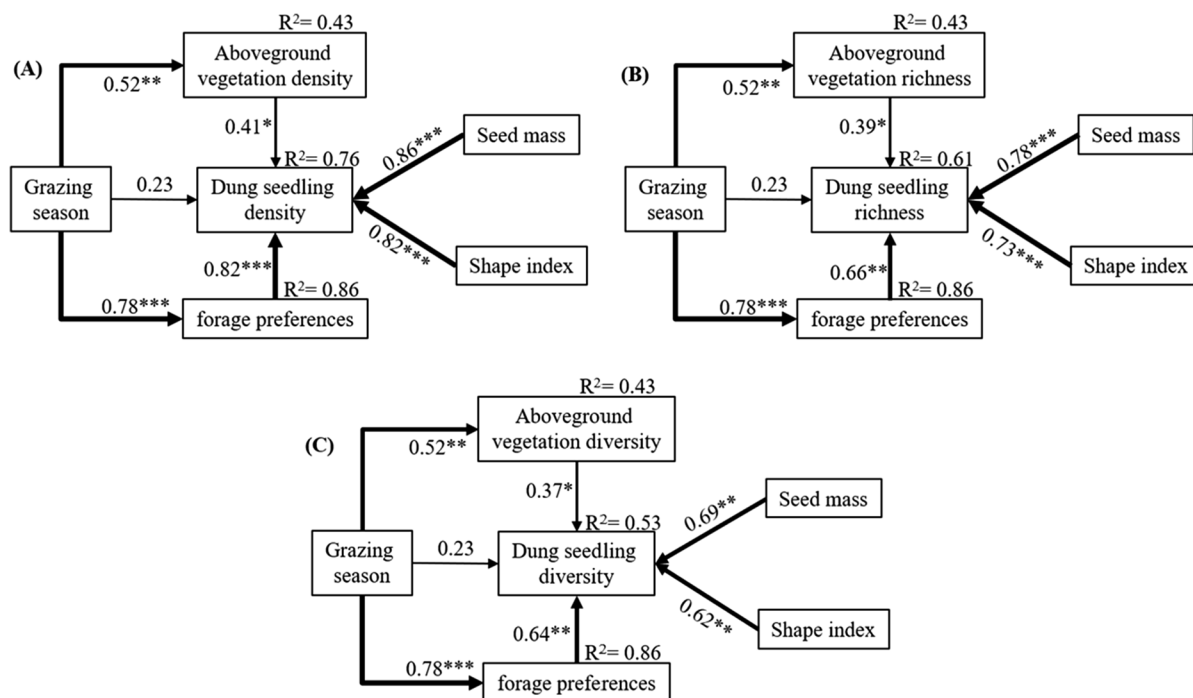 (A)
R²= 0.43
Aboveground
vegetation density
0.52**
0.41*
Seed mass
0.86***
R²= 0.76
Grazing
season
0.23
Dung seedling
density
0.82***
Shape index
0.82***
R²= 0.86
0.78***
forage preferences
(B)
R²= 0.43
Aboveground
vegetation richness
0.52**
0.39*
Seed mass
0.78***
R²= 0.61
Grazing
season
0.23
Dung seedling
richness
0.73***
Shape index
0.66**
R²= 0.86
0.78***
forage preferences
(C)
R²= 0.43
Aboveground
vegetation diversity
0.52**
0.37*
Seed mass
0.69**
R²= 0.53
Grazing
season
0.23
Dung seedling
diversity
0.62**
Shape index
0.64**
R²= 0.86
0.78***
forage preferences